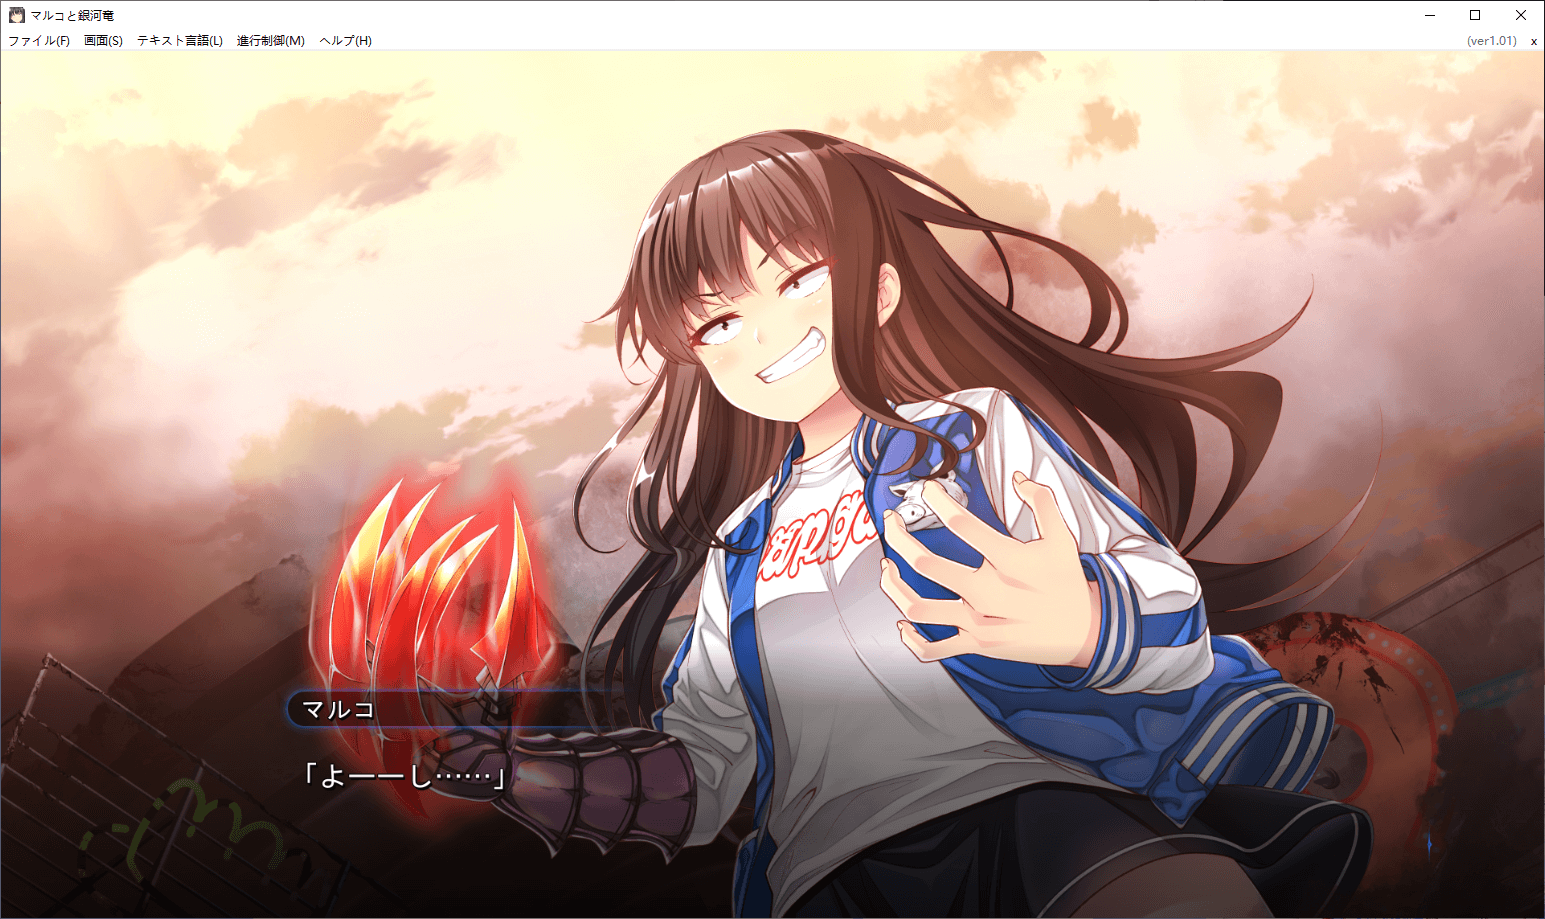 マルコと銀河竜
ファイル(F) 画面(S) テキスト言語(L) 進行制御(M) ヘルプ(H) (ver1.01) x
マルコ
「よーーし……」